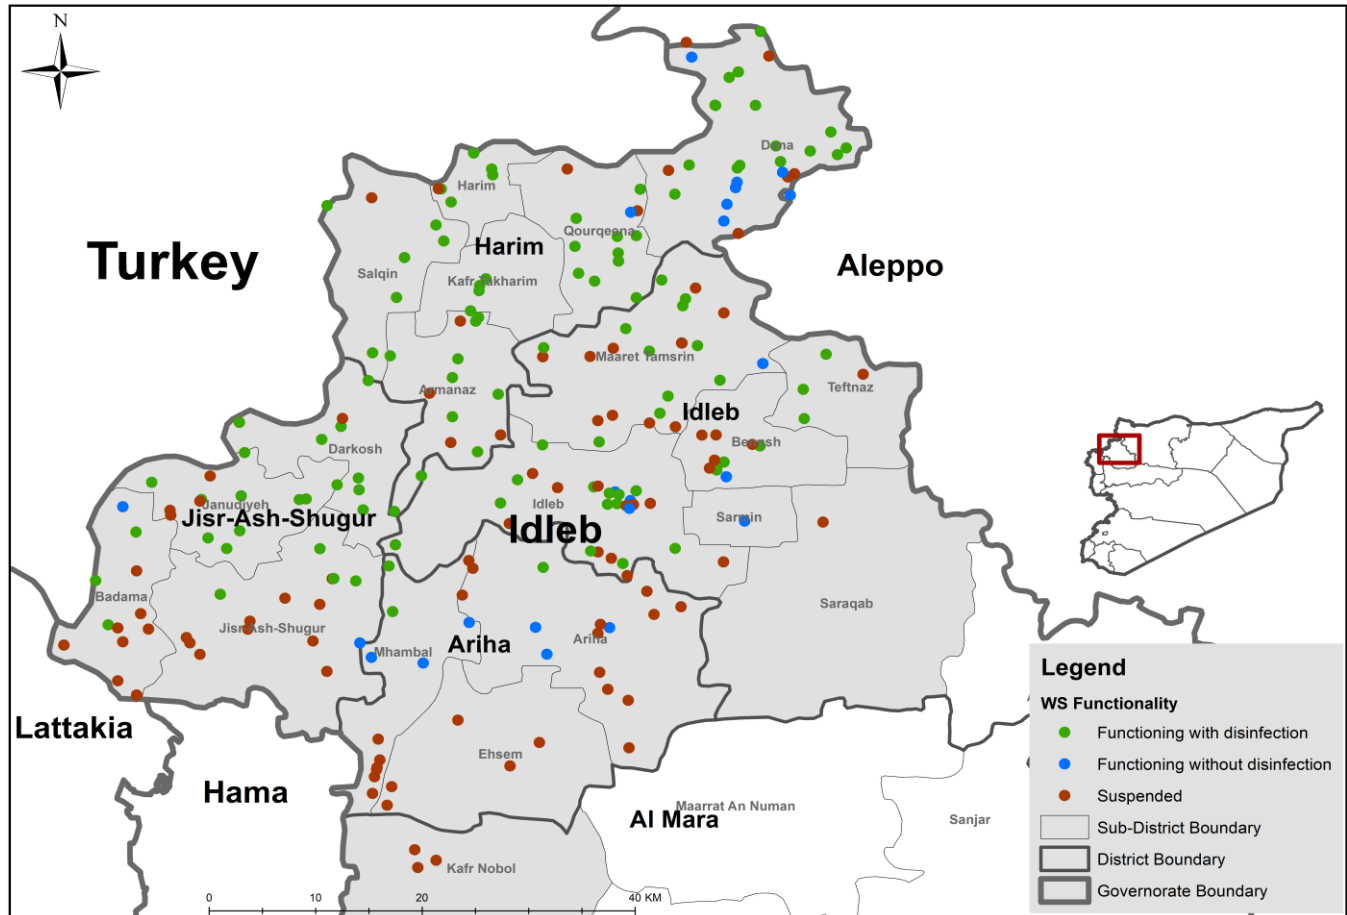 N
Dana
Harim
Turkey
Harim
Qourqeena
Aleppo
Salqin
Kafr Takharim
Maaret Tamsrin
Teftnaz
Armanaz
Idleb
Bennsh
Darkosh
Janudiyeh
Idleb
Jisr-Ash-Shugur
Idleb
Sarmin
Badama
Saraqab
Jisr-Ash-Shugur
Ariha
Ariha
Mhambal
Lattakia
Ehsem
Hama
Maarrat An Numan
Al Mara
Sanjar
Kafr Nobol
0 10 20 40 KM
Legend
WS Functionality
Functioning with disinfection
Functioning without disinfection
Suspended
Sub-District Boundary
District Boundary
Governorate Boundary